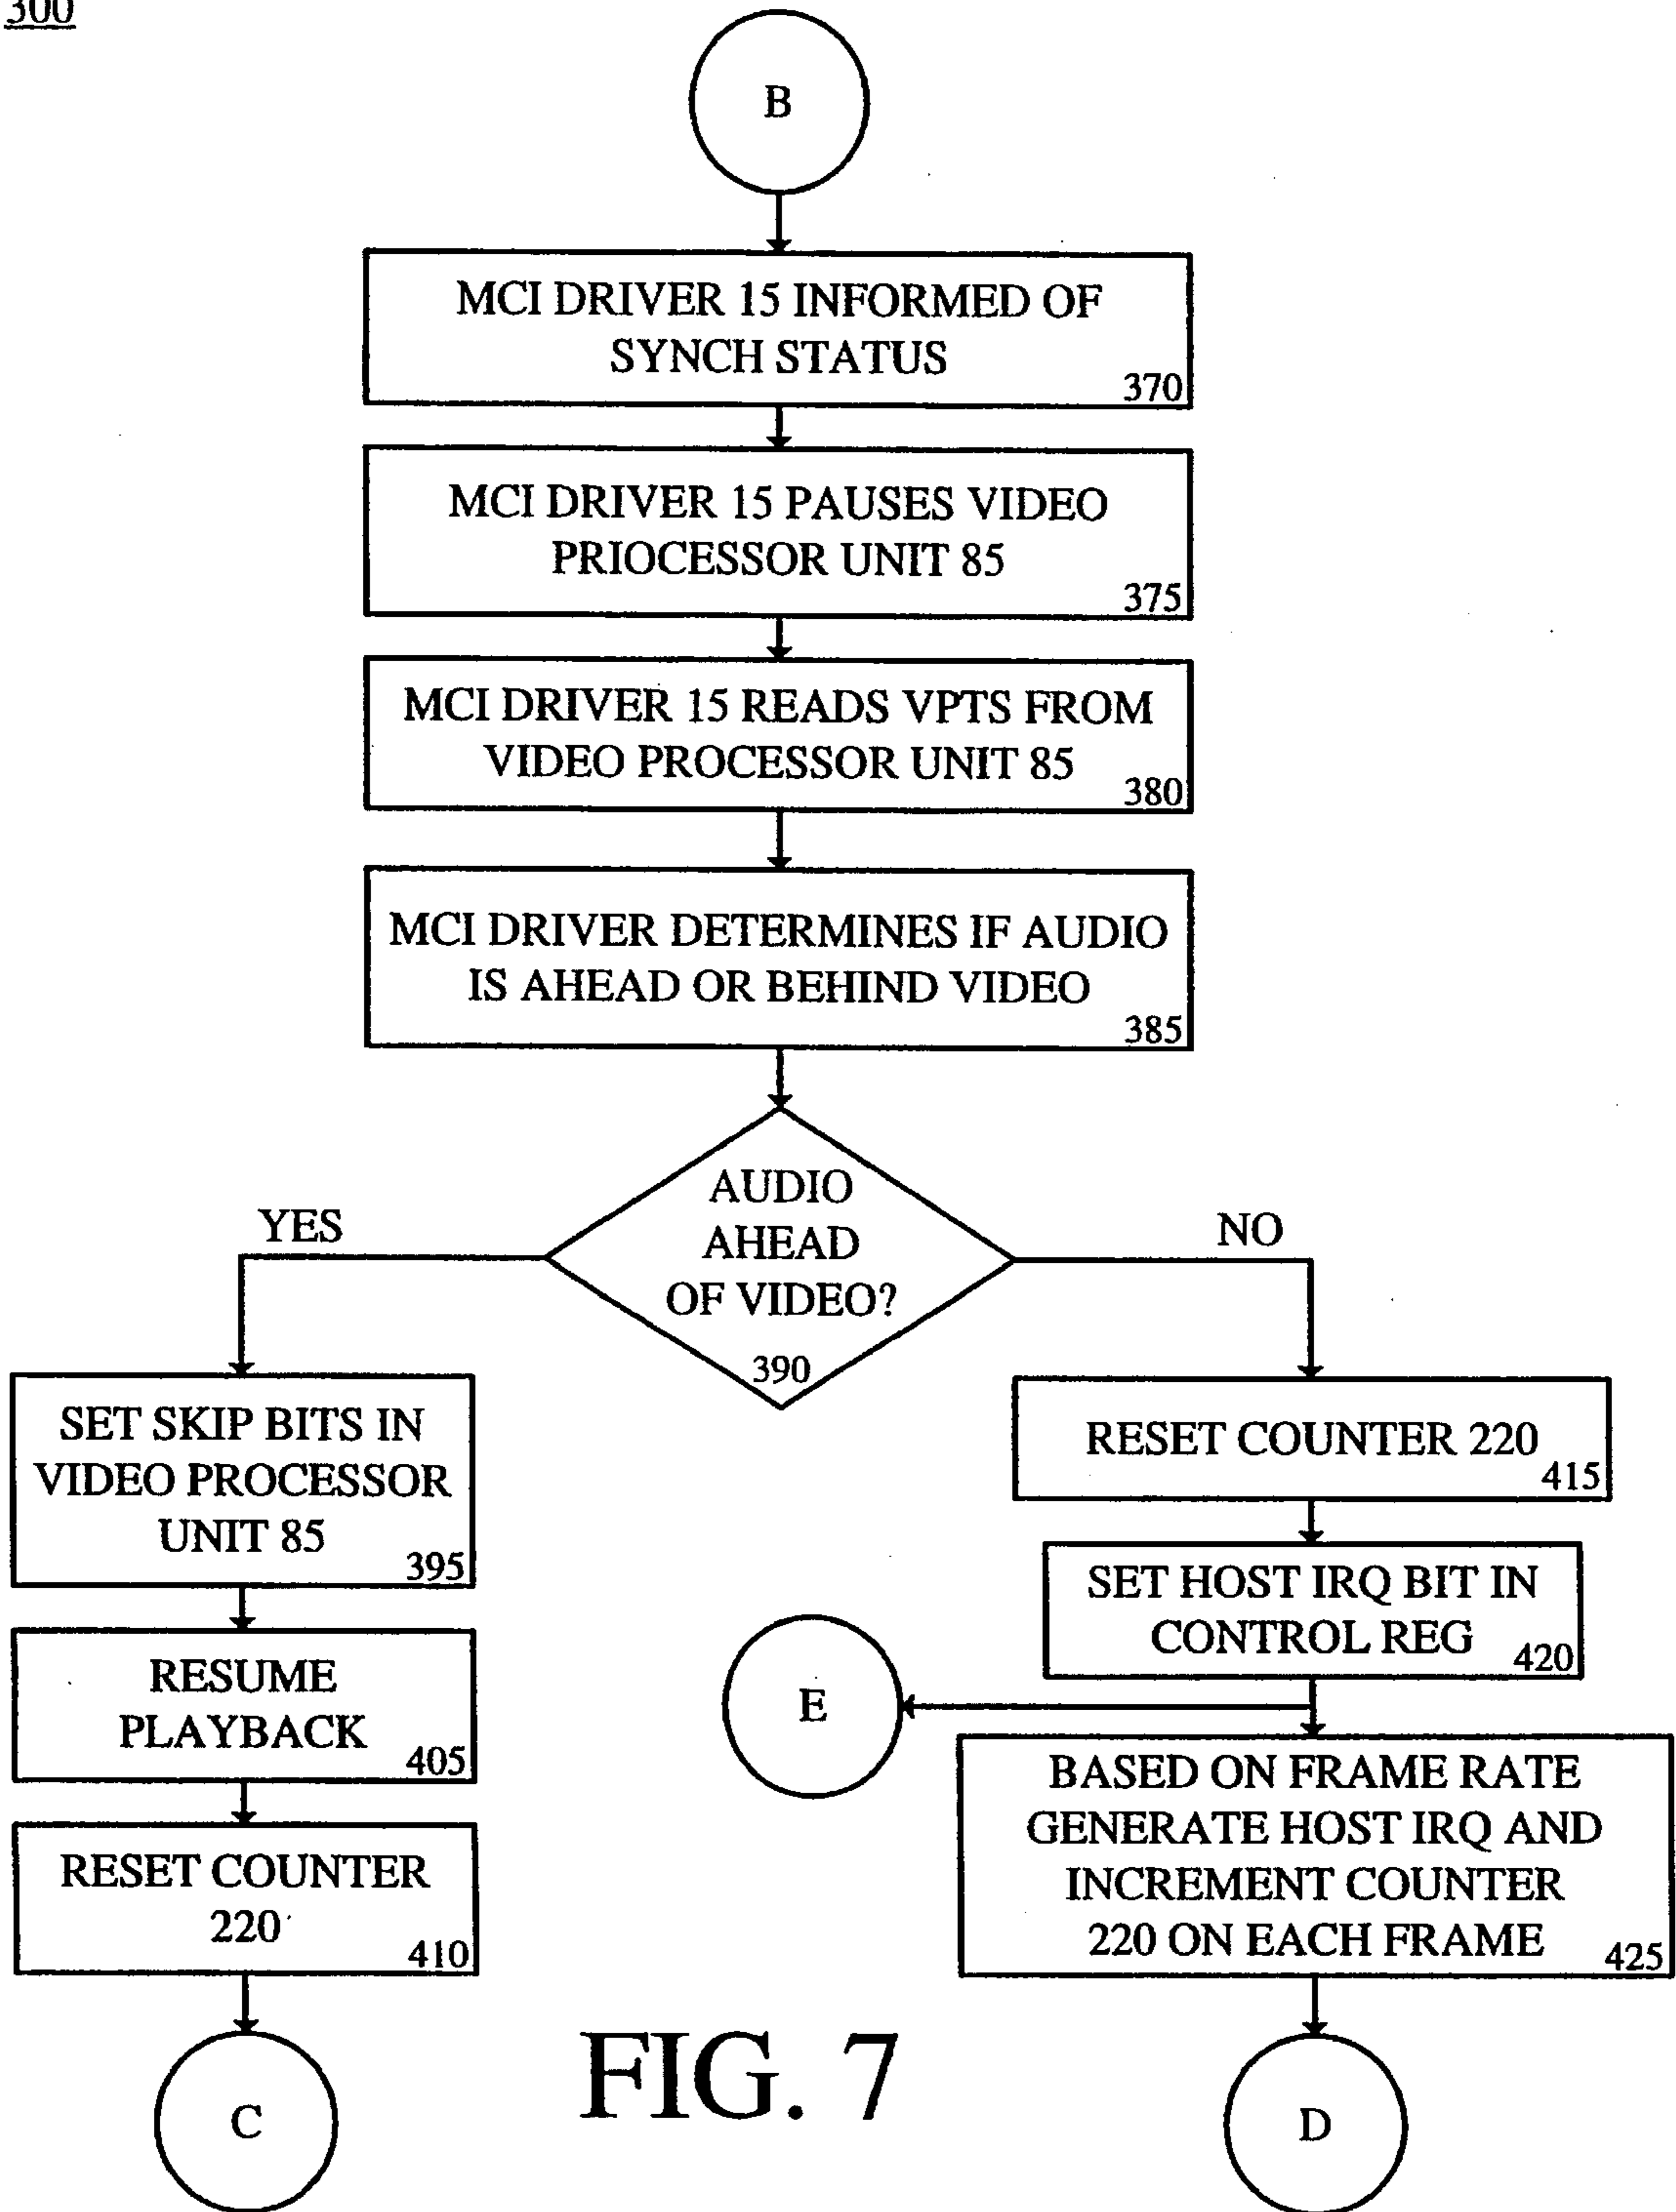 300
B
MCI DRIVER 15 INFORMED OF
SYNCH STATUS
370
MCI DRIVER 15 PAUSES VIDEO
PRIOCESSOR UNIT 85
375
MCI DRIVER 15 READS VPTS FROM
VIDEO PROCESSOR UNIT 85
380
MCI DRIVER DETERMINES IF AUDIO
IS AHEAD OR BEHIND VIDEO
385
AUDIO
AHEAD
OF VIDEO?
390
YES
NO
SET SKIP BITS IN
VIDEO PROCESSOR
UNIT 85
395
RESUME
PLAYBACK
405
RESET COUNTER
220
410
C
RESET COUNTER 220
415
SET HOST IRQ BIT IN
CONTROL REG
420
E
BASED ON FRAME RATE
GENERATE HOST IRQ AND
INCREMENT COUNTER
220 ON EACH FRAME
425
D
FIG. 7